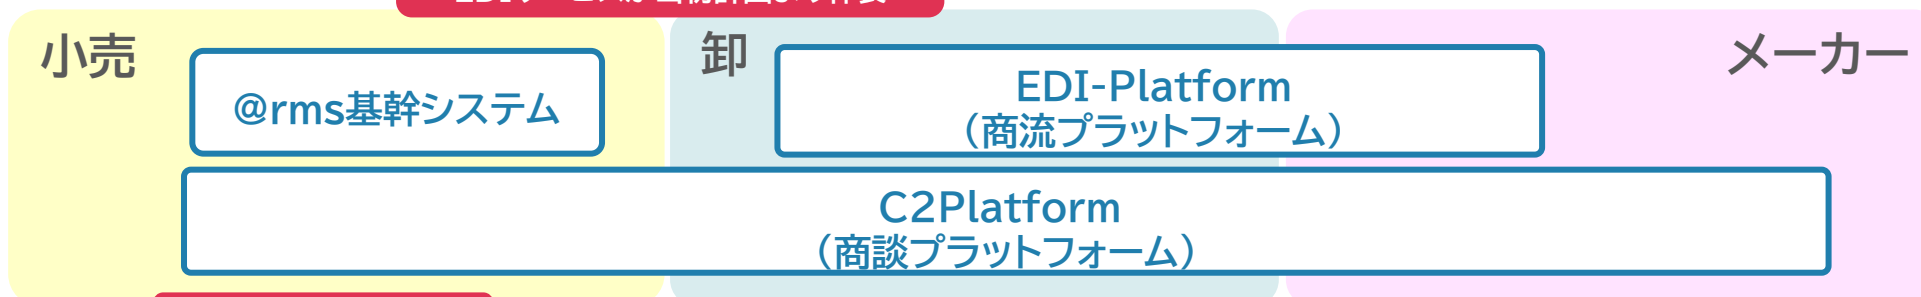 小売
卸
メーカー
@rms基幹システム
EDI-Platform
（商流プラットフォーム）
C2Platform
（商談プラットフォーム）